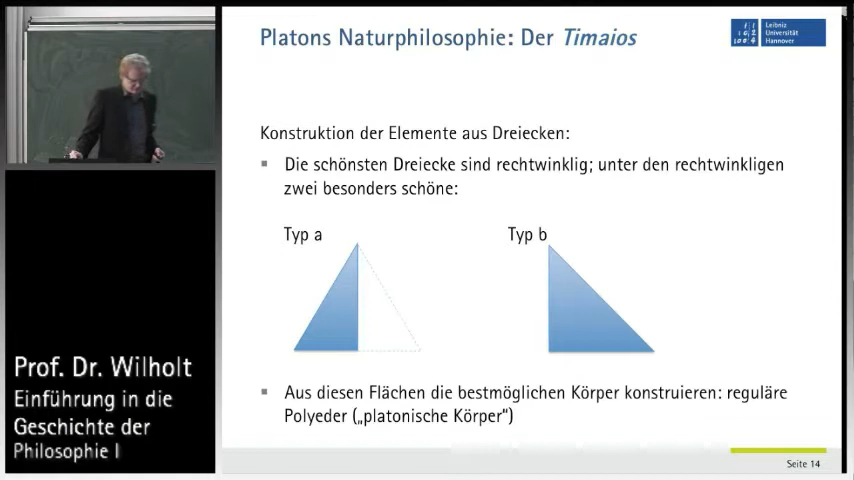 Platons Naturphilosophie: Der Timaios
Leibniz
Universität
Hannover
Konstruktion der Elemente aus Dreiecken:
Die schönsten Dreiecke sind rechtwinklig; unter den rechtwinkligen
zwei besonders schöne:
Typ a
Typ b
Aus diesen Flächen die bestmöglichen Körper konstruieren: reguläre
Polyeder („platonische Körper“)
Seite 14
Prof. Dr. Wilholt
Einführung in die
Geschichte der
Philosophie I